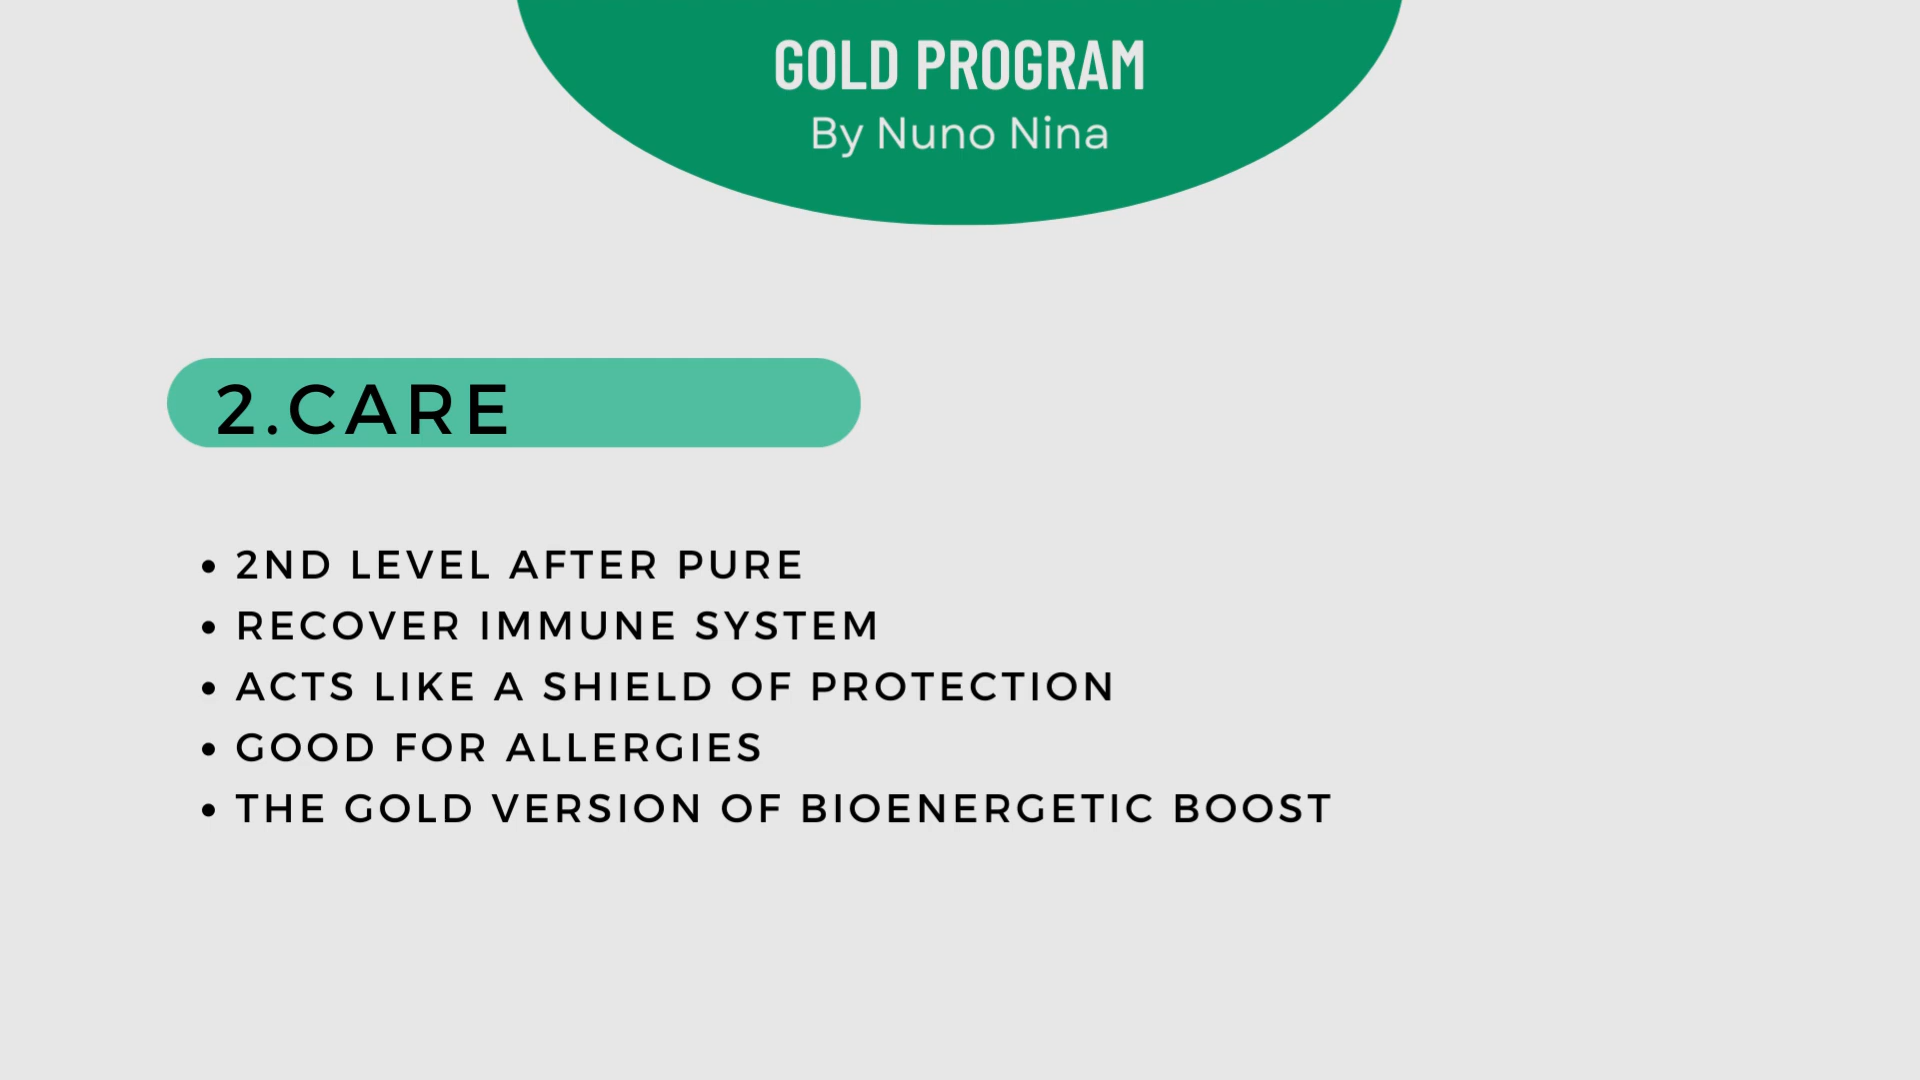 GOLD PROGRAM
By Nuno Nina
2.CARE
• 2ND LEVEL AFTER PURE
• RECOVER IMMUNE SYSTEM
• ACTS LIKE A SHIELD OF PROTECTION
• GOOD FOR ALLERGIES
• THE GOLD VERSION OF BIOENERGETIC BOOST